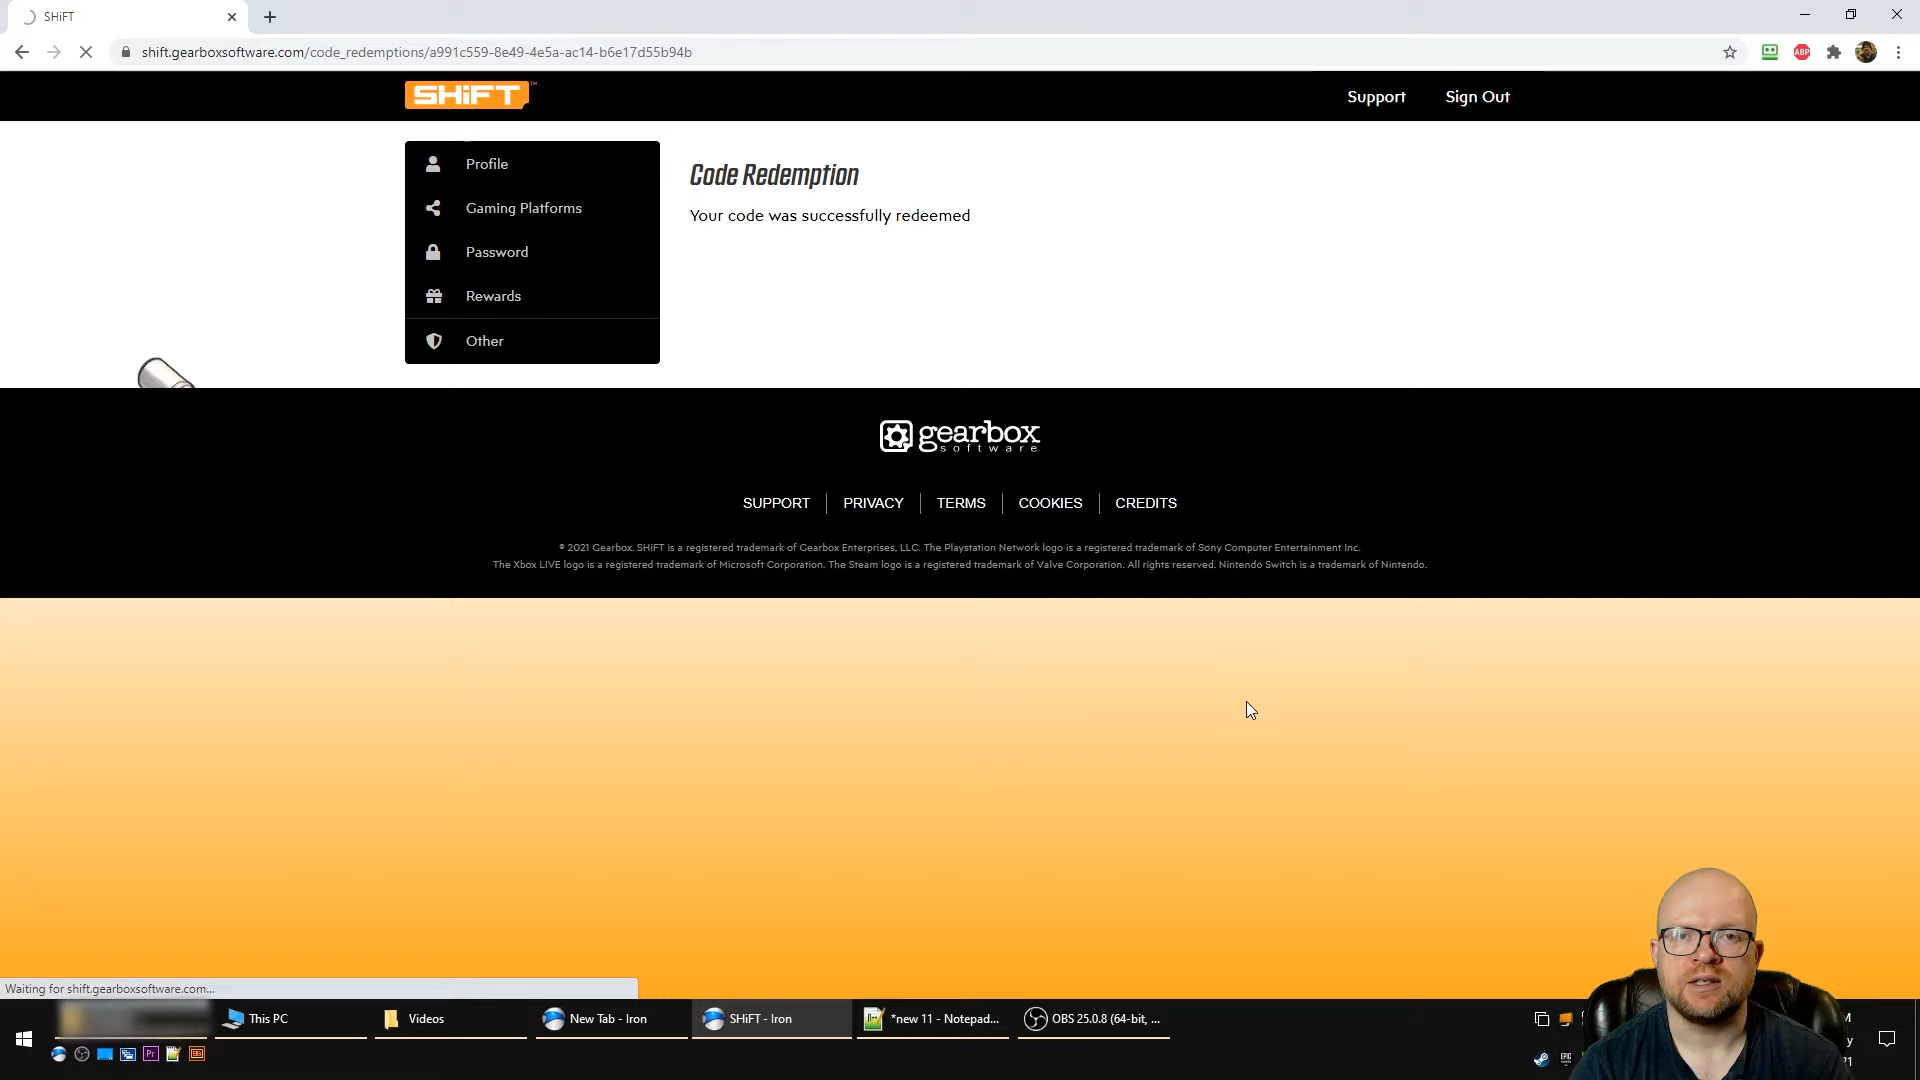 SHiFT
shift.gearboxsoftware.com/code_redemptions/a991c559-8e49-4e5a-ac14-b6e17d55b94b
ABP
SHiFT™
Support
Sign Out
Profile
Gaming Platforms
Password
Rewards
Other
Code Redemption
Your code was successfully redeemed
gearbox
software
SUPPORT
PRIVACY
TERMS
COOKIES
CREDITS
© 2021 Gearbox. SHiFT is a registered trademark of Gearbox Enterprises, LLC. The Playstation Network logo is a registered trademark of Sony Computer Entertainment Inc.
The Xbox LIVE logo is a registered trademark of Microsoft Corporation. The Steam logo is a registered trademark of Valve Corporation. All rights reserved. Nintendo Switch is a trademark of Nintendo.
Waiting for shift.gearboxsoftware.com...
This PC
Videos
New Tab - Iron
SHiFT - Iron
*new 11 - Notepad...
OBS 25.0.8 (64-bit, ...
Pr
EPIC